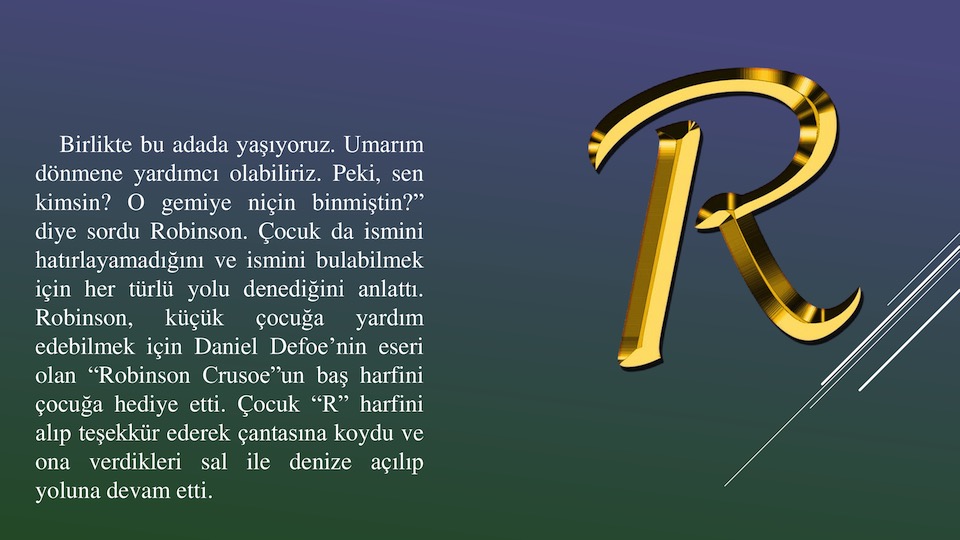 Birlikte bu adada yaşıyoruz. Umarım
dönmene yardımcı olabiliriz. Peki, sen
kimsin? O gemiye niçin binmiştin?”
diye sordu Robinson. Çocuk da ismini
hatırlayamadığını ve ismini bulabilmek
için her türlü yolu denediğini anlattı.
Robinson, küçük çocuğa yardım
edebilmek için Daniel Defoe’nin eseri
olan “Robinson Crusoe”un baş harfini
çocuğa hediye etti. Çocuk “R” harfini
alıp teşekkür ederek çantasına koydu ve
ona verdikleri sal ile denize açılıp
yoluna devam etti.
R